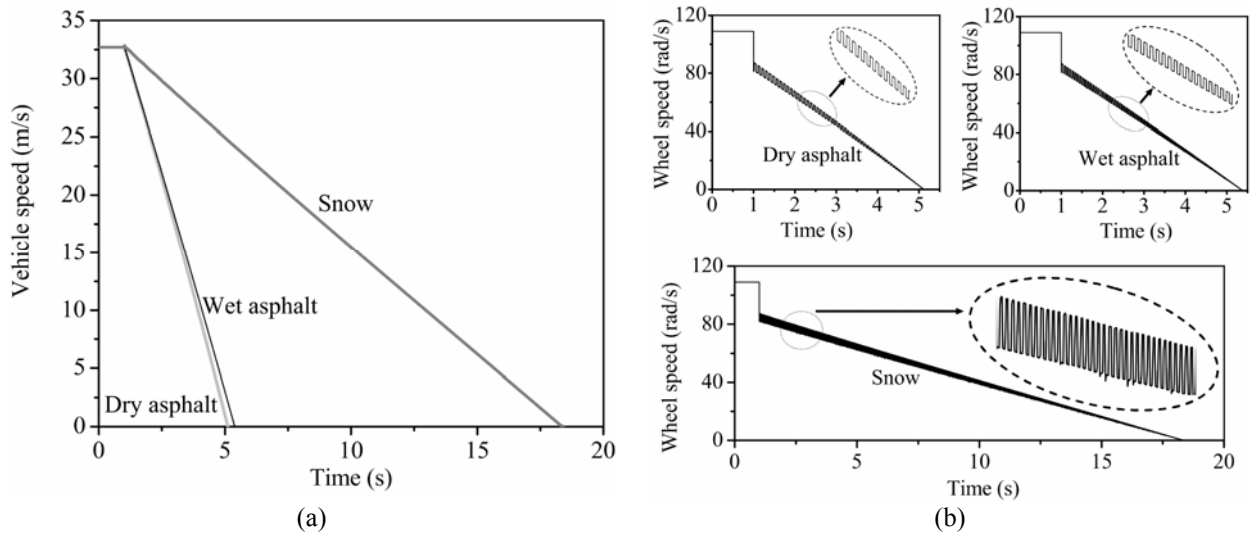 35
30
25
20
15
10
5
0
Vehicle speed (m/s)
Snow
Wet asphalt
Dry asphalt
0 5 10 15 20
Time (s)
(a)
120
80
40
0
Wheel speed (rad/s)
Dry asphalt
0 1 2 3 4 5
Time (s)
120
80
40
0
Wheel speed (rad/s)
Wet asphalt
0 1 2 3 4 5
Time (s)
120
80
40
0
Wheel speed (rad/s)
Snow
0 5 10 15 20
Time (s)
(b)